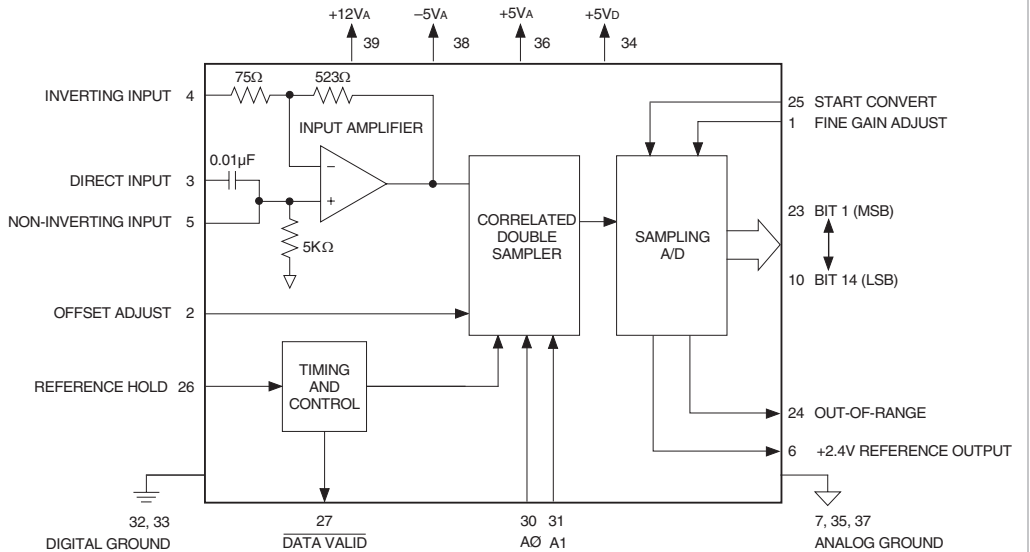 +12VA
–5VA
+5VA
+5VD
39
38
36
34
75Ω
523Ω
INVERTING INPUT 4
INPUT AMPLIFIER
25 START CONVERT
1 FINE GAIN ADJUST
0.01µF
DIRECT INPUT 3
–
+
NON-INVERTING INPUT 5
5KΩ
CORRELATED
DOUBLE
SAMPLER
SAMPLING
A/D
23 BIT 1 (MSB)
10 BIT 14 (LSB)
OFFSET ADJUST 2
REFERENCE HOLD 26
TIMING
AND
CONTROL
24 OUT-OF-RANGE
6 +2.4V REFERENCE OUTPUT
32, 33
DIGITAL GROUND
27
DATA VALID
30 31
AØ A1
7, 35, 37
ANALOG GROUND